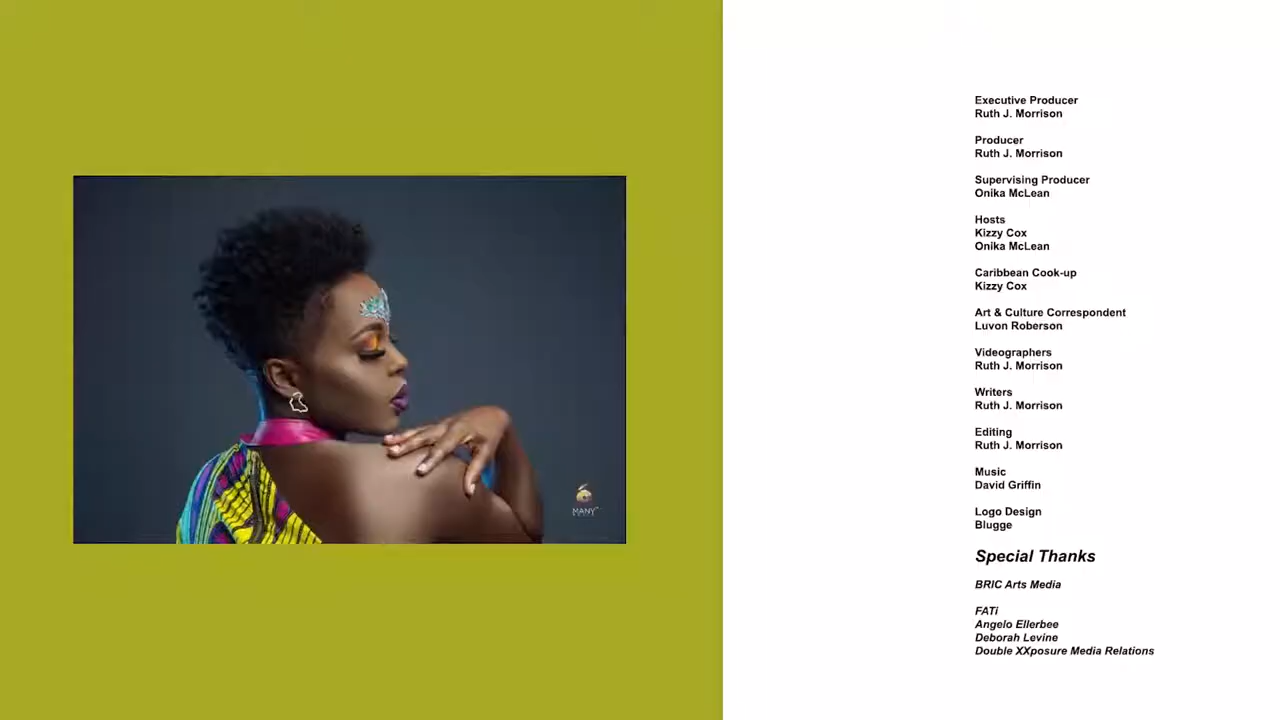 MANY
Executive Producer
Ruth J. Morrison
Producer
Ruth J. Morrison
Supervising Producer
Onika McLean
Hosts
Kizzy Cox
Onika McLean
Caribbean Cook-up
Kizzy Cox
Art & Culture Correspondent
Luvon Roberson
Videographers
Ruth J. Morrison
Writers
Ruth J. Morrison
Editing
Ruth J. Morrison
Music
David Griffin
Logo Design
Blugge
Special Thanks
BRIC Arts Media
FATi
Angelo Ellerbee
Deborah Levine
Double XXposure Media Relations